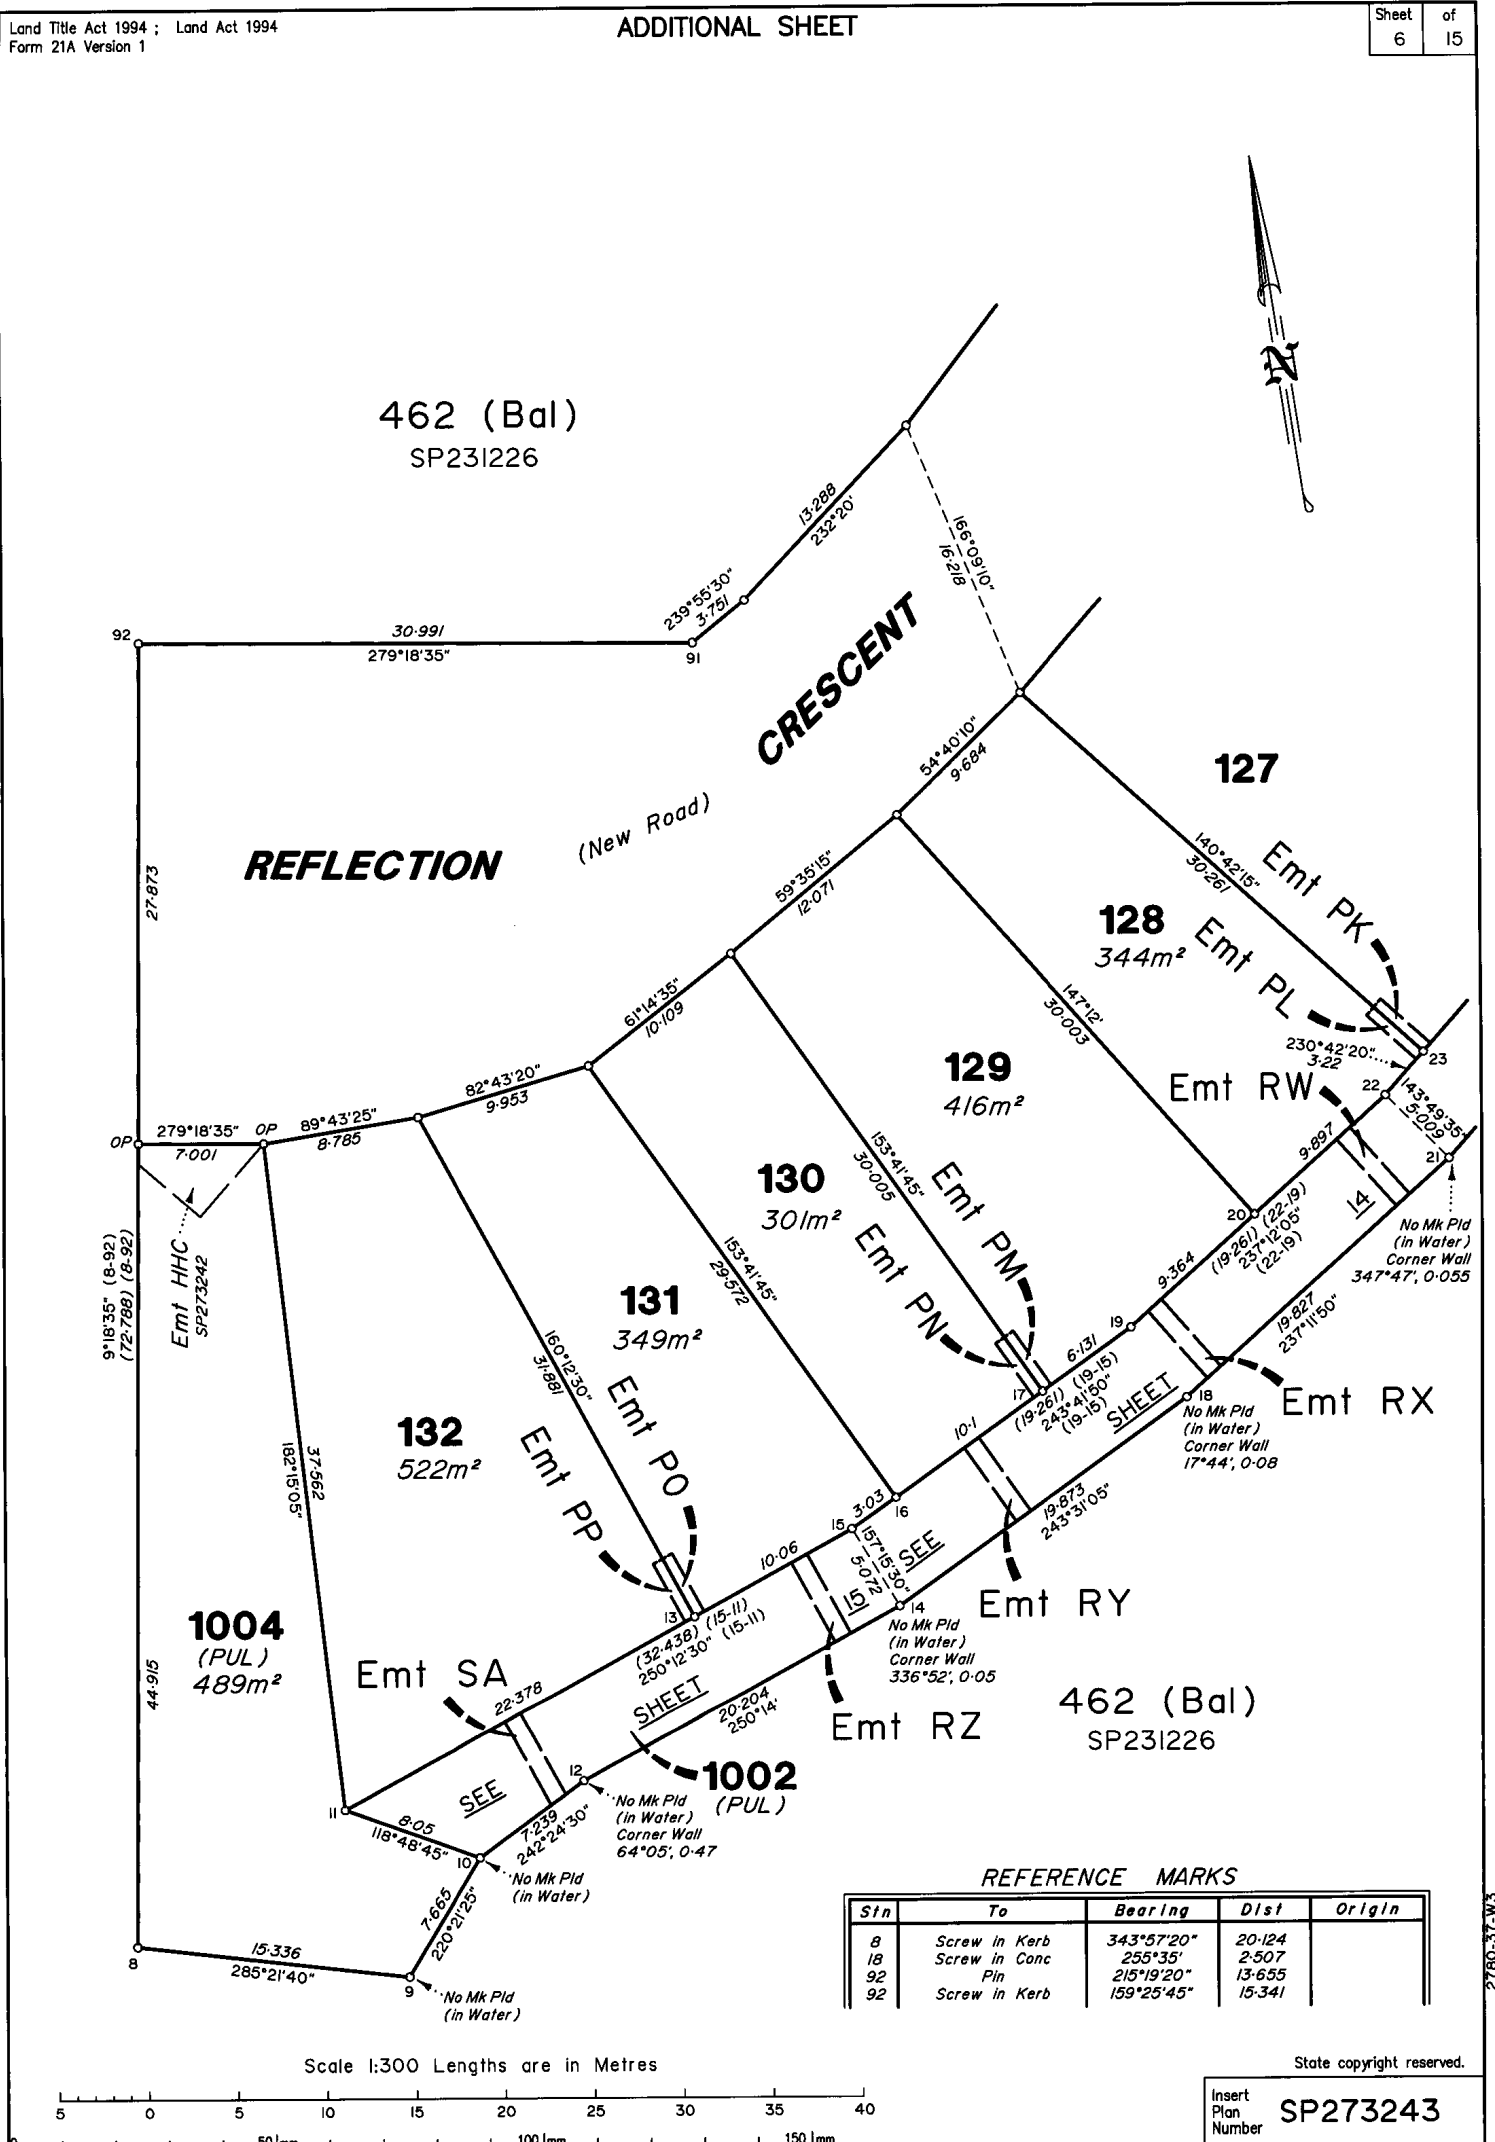 Land Title Act 1994 ; Land Act 1994
Form 21A Version 1
ADDITIONAL SHEET
Sheet of
6 15
462 (Bal)
SP231226
13·288
232°20'
166°09'10"
16·218
239°55'30"
3·751
92
30·991
279°18'35"
91
CRESCENT
54°40'10"
9·684
127
(New Road)
REFLECTION
27·873
59°35'15"
12·071
140°42'15"
30·261
Emt PK
128
344m²
Emt PL
61°14'35"
10·109
147°12'
30·003
230°42'20"
3·22
23
22
143°49'35"
5·009
21
129
416m²
Emt RW
82°43'20"
9·953
89°43'25"
8·785
OP
279°18'35"
7·001
OP
9·897
14
No Mk Pld
(in Water)
Corner Wall
347°47', 0·055
130
301m²
153°41'45"
30·005
Emt PM
Emt PN
20
(19·261) (22-19)
237°12'05"
(22-19)
9·364
19·827
237°11'50"
9°18'35" (8-92)
(72·788) (8-92)
Emt HHC
SP273242
153°41'45"
29·572
131
349m²
19
6·131
17
(19·261) (19-15)
243°41'50"
(19-15)
SHEET
18
No Mk Pld
(in Water)
Corner Wall
17°44', 0·08
Emt RX
160°12'30"
31·881
Emt PO
Emt PP
132
522m²
182°15'05"
37·562
10·1
16
3·03
15
157°15'30"
5·072
SEE
19·873
243°31'05"
10·06
15
14
No Mk Pld
(in Water)
Corner Wall
336°52', 0·05
Emt RY
13
(32·438) (15-11)
250°12'30" (15-11)
1004
(PUL)
489m²
44·915
Emt SA
22·378
SHEET
20·204
250°14'
Emt RZ
462 (Bal)
SP231226
1002
(PUL)
12
No Mk Pld
(in Water)
Corner Wall
64°05', 0·47
SEE
11
8·05
118°48'45"
10
7·239
242°24'30"
No Mk Pld
(in Water)
7·665
220°21'25"
8
15·336
285°21'40"
9
No Mk Pld
(in Water)
REFERENCE MARKS
Stn To Bearing Dist Origin
8 Screw in Kerb 343°57'20" 20·124
18 Screw in Conc 255°35' 2·507
92 Pin 215°19'20" 13·655
92 Screw in Kerb 159°25'45" 15·341
2780-37-W3
Scale 1:300 Lengths are in Metres
5 0 5 10 15 20 25 30 35 40
0 50mm 100mm 150mm
State copyright reserved.
Insert
Plan
Number
SP273243